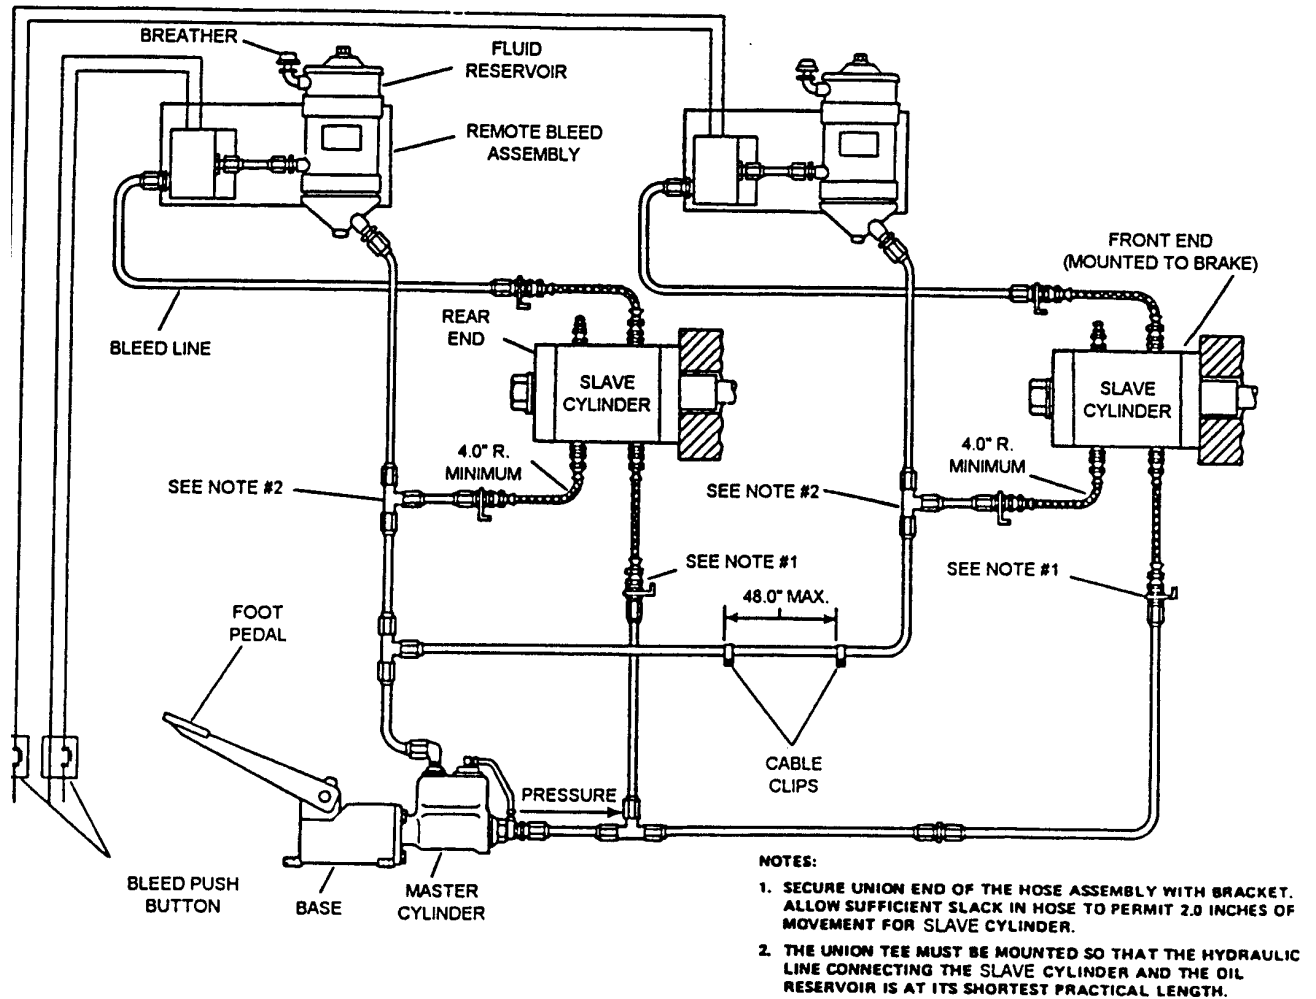 BREATHER
FLUID
RESERVOIR
REMOTE BLEED
ASSEMBLY
FRONT END
(MOUNTED TO BRAKE)
REAR
END
BLEED LINE
SLAVE
CYLINDER
SLAVE
CYLINDER
4.0" R.
MINIMUM
4.0" R.
MINIMUM
SEE NOTE #2
SEE NOTE #2
SEE NOTE #1
SEE NOTE #1
48.0" MAX.
FOOT
PEDAL
CABLE
CLIPS
PRESSURE
BLEED PUSH
BUTTON
BASE
MASTER
CYLINDER
NOTES:
1. SECURE UNION END OF THE HOSE ASSEMBLY WITH BRACKET.
ALLOW SUFFICIENT SLACK IN HOSE TO PERMIT 2.0 INCHES OF
MOVEMENT FOR SLAVE CYLINDER.
2. THE UNION TEE MUST BE MOUNTED SO THAT THE HYDRAULIC
LINE CONNECTING THE SLAVE CYLINDER AND THE OIL
RESERVOIR IS AT ITS SHORTEST PRACTICAL LENGTH.